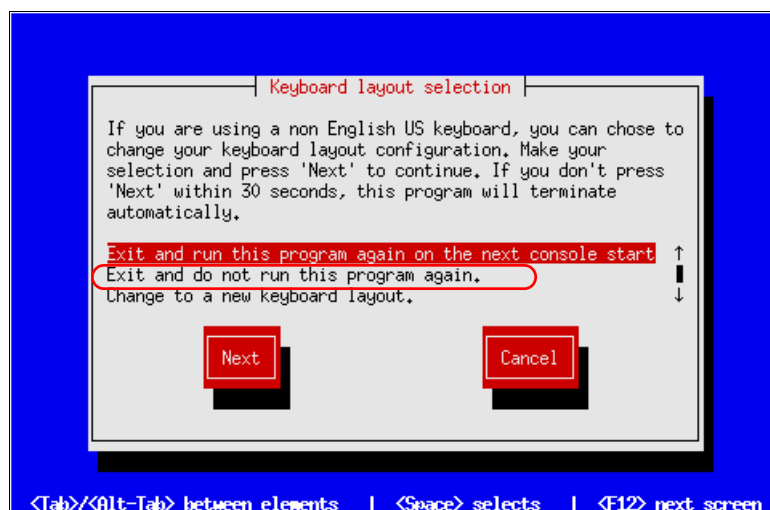 Keyboard layout selection
If you are using a non English US keyboard, you can chose to
change your keyboard layout configuration. Make your
selection and press 'Next' to continue. If you don't press
'Next' within 30 seconds, this program will terminate
automatically.
Exit and run this program again on the next console start ↑
Exit and do not run this program again.
Change to a new keyboard layout. ↓
Next Cancel
<Tab>/<Alt-Tab> between elements | <Space> selects | <F12> next screen